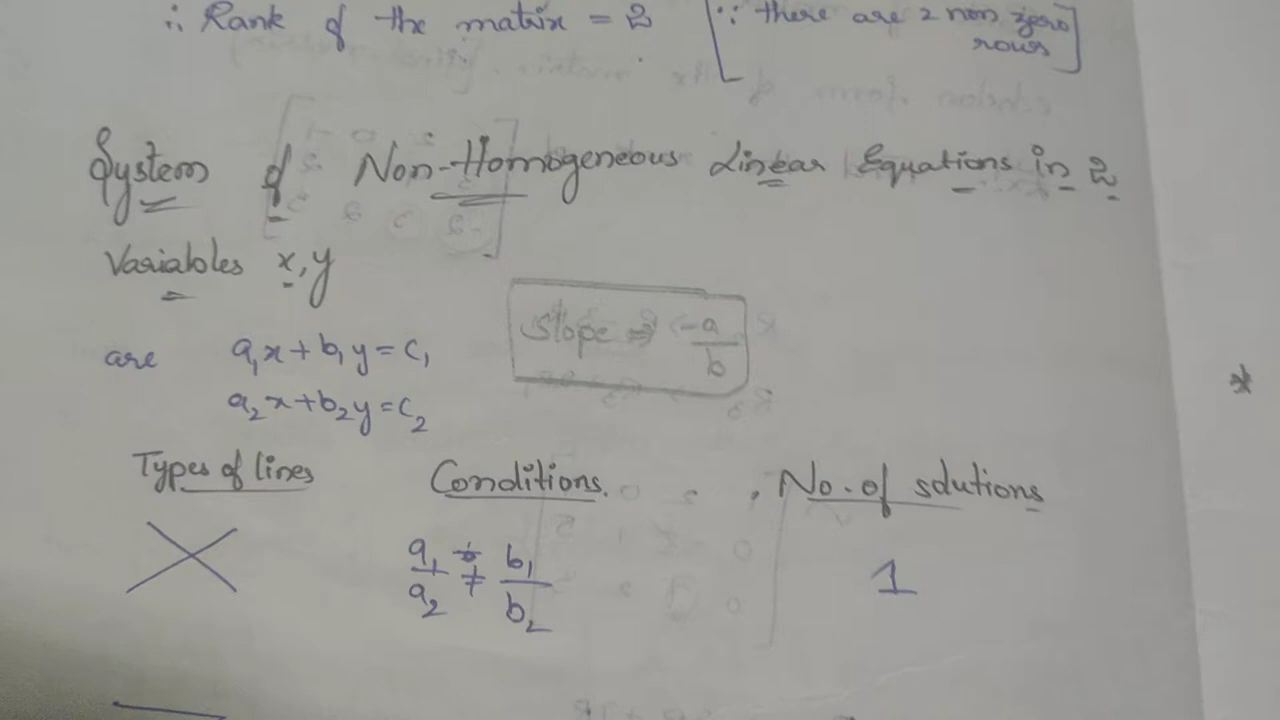 ∴ Rank of the matrix = 2 [∵ there are 2 non zero
rows]
System of Non-Homogeneous Linear Equations in 2
Variables x, y
Slope ⇒ -a/b
are a₁x + b₁y = c₁
a₂x + b₂y = c₂
Types of lines Conditions. No. of solutions
a₁/a₂ ≠ b₁/b₂ 1